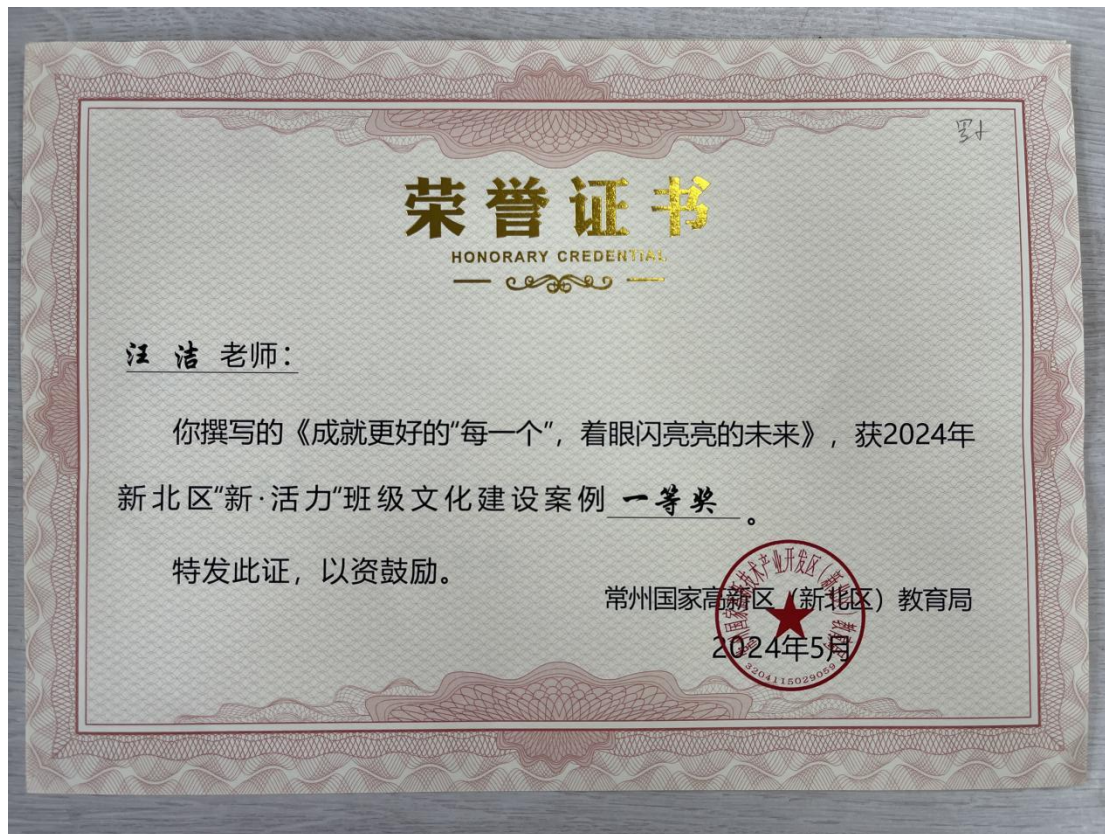 荣誉证书
HONORARY CREDENTIAL
汪 洁 老师：
你撰写的《成就更好的“每一个”，着眼闪亮亮的未来》，获2024年
新北区“新·活力”班级文化建设案例 一等奖 。
特发此证，以资鼓励。
常州国家高新区（新北区）教育局
2024年5月
3204115029059